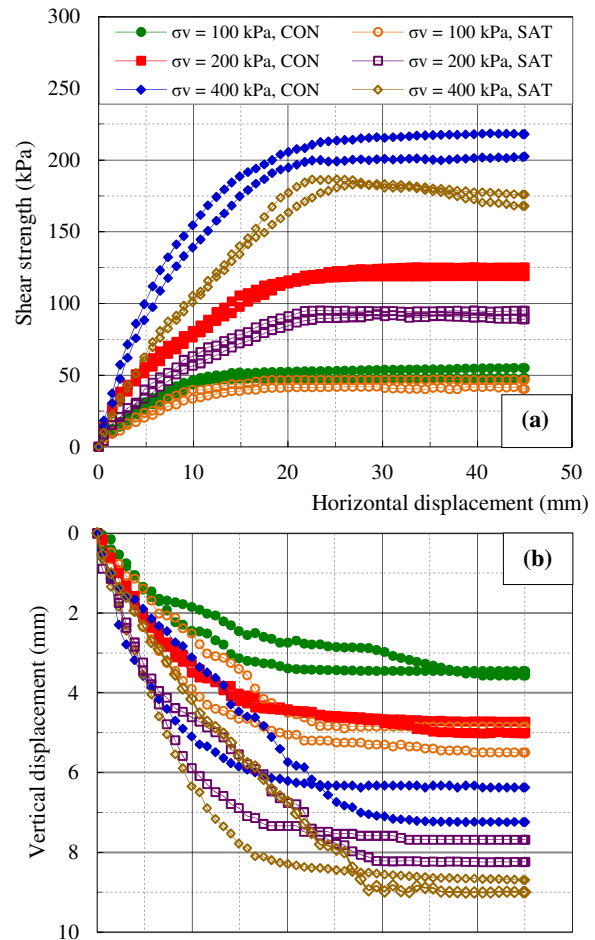 300
250
200
150
100
50
0
Shear strength (kPa)
σv = 100 kPa, CON
σv = 100 kPa, SAT
σv = 200 kPa, CON
σv = 200 kPa, SAT
σv = 400 kPa, CON
σv = 400 kPa, SAT
(a)
0 10 20 30 40 50
Horizontal displacement (mm)
0
2
4
6
8
10
Vertical displacement (mm)
(b)